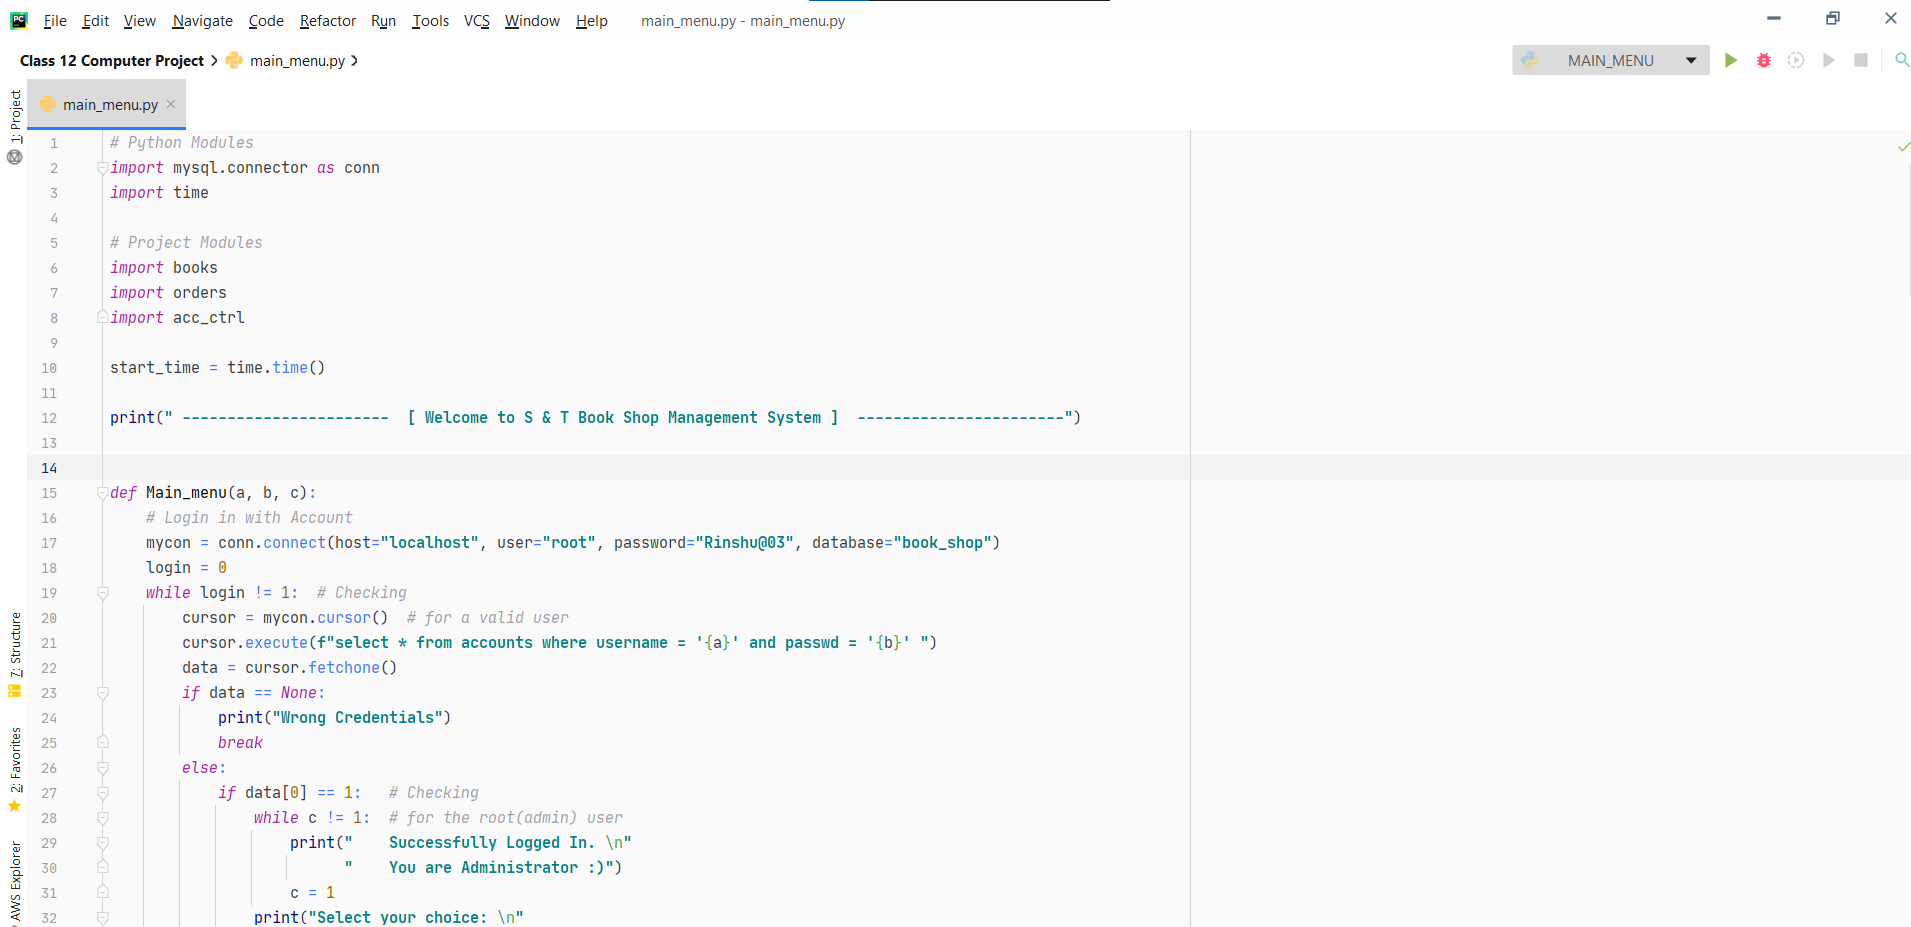 File Edit View Navigate Code Refactor Run Tools VCS Window Help main_menu.py - main_menu.py
Class 12 Computer Project main_menu.py MAIN_MENU
main_menu.py
1: Project
7: Structure
2: Favorites
AWS Explorer
1 # Python Modules
2 import mysql.connector as conn
3 import time
4
5 # Project Modules
6 import books
7 import orders
8 import acc_ctrl
9
10 start_time = time.time()
11
12 print(" -----------------------  [ Welcome to S & T Book Shop Management System ]  -----------------------")
13
14
15 def Main_menu(a, b, c):
16     # Login in with Account
17     mycon = conn.connect(host="localhost", user="root", password="Rinshu@03", database="book_shop")
18     login = 0
19     while login != 1:  # Checking
20         cursor = mycon.cursor()  # for a valid user
21         cursor.execute(f"select * from accounts where username = '{a}' and passwd = '{b}' ")
22         data = cursor.fetchone()
23         if data == None:
24             print("Wrong Credentials")
25             break
26         else:
27             if data[0] == 1:   # Checking
28                 while c != 1:  # for the root(admin) user
29                     print("    Successfully Logged In. \n"
30                           "    You are Administrator :)")
31                     c = 1
32                 print("Select your choice: \n"